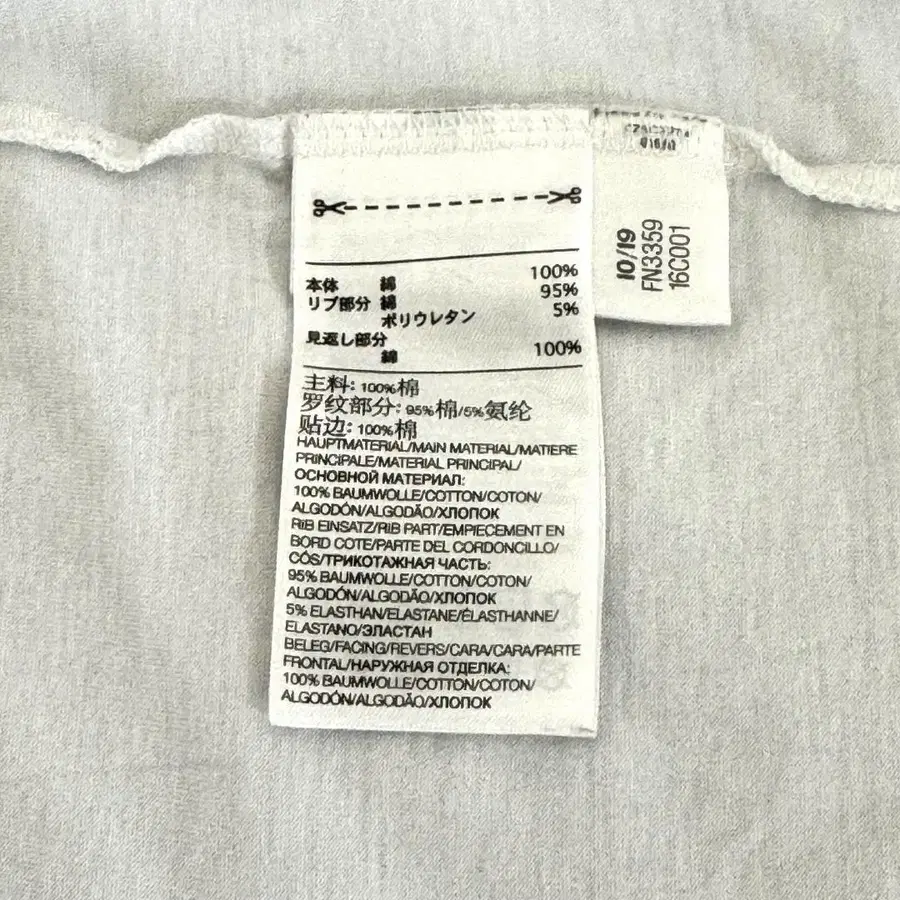 100%
本体 綿 95%
リブ部分 綿 5%
ポリウレタン
見返し部分
綿 100%
主料: 100%棉
罗纹部分: 95%棉/5%氨纶
贴边: 100%棉
HAUPTMATERIAL/MAIN MATERIAL/MATIERE
PRINCIPALE/MATERIAL PRINCIPAL/
ОСНОВНОЙ МАТЕРИАЛ:
100% BAUMWOLLE/COTTON/COTON/
ALGODÓN/ALGODÃO/ХЛОПОК
RIB EINSATZ/RIB PART/EMPIECEMENT EN
BORD COTE/PARTE DEL CORDONCILLO/
CÓS/ТРИКОТАЖНАЯ ЧАСТЬ:
95% BAUMWOLLE/COTTON/COTON/
ALGODÓN/ALGODÃO/ХЛОПОК
5% ELASTHAN/ELASTANE/ÉLASTHANNE/
ELASTANO/ЭЛАСТАН
BELEG/FACING/REVERS/CARA/CARA/PARTE
FRONTAL/НАРУЖНАЯ ОТДЕЛКА:
100% BAUMWOLLE/COTTON/COTON/
ALGODÓN/ALGODÃO/ХЛОПОК
10/19
FN3359
16C001